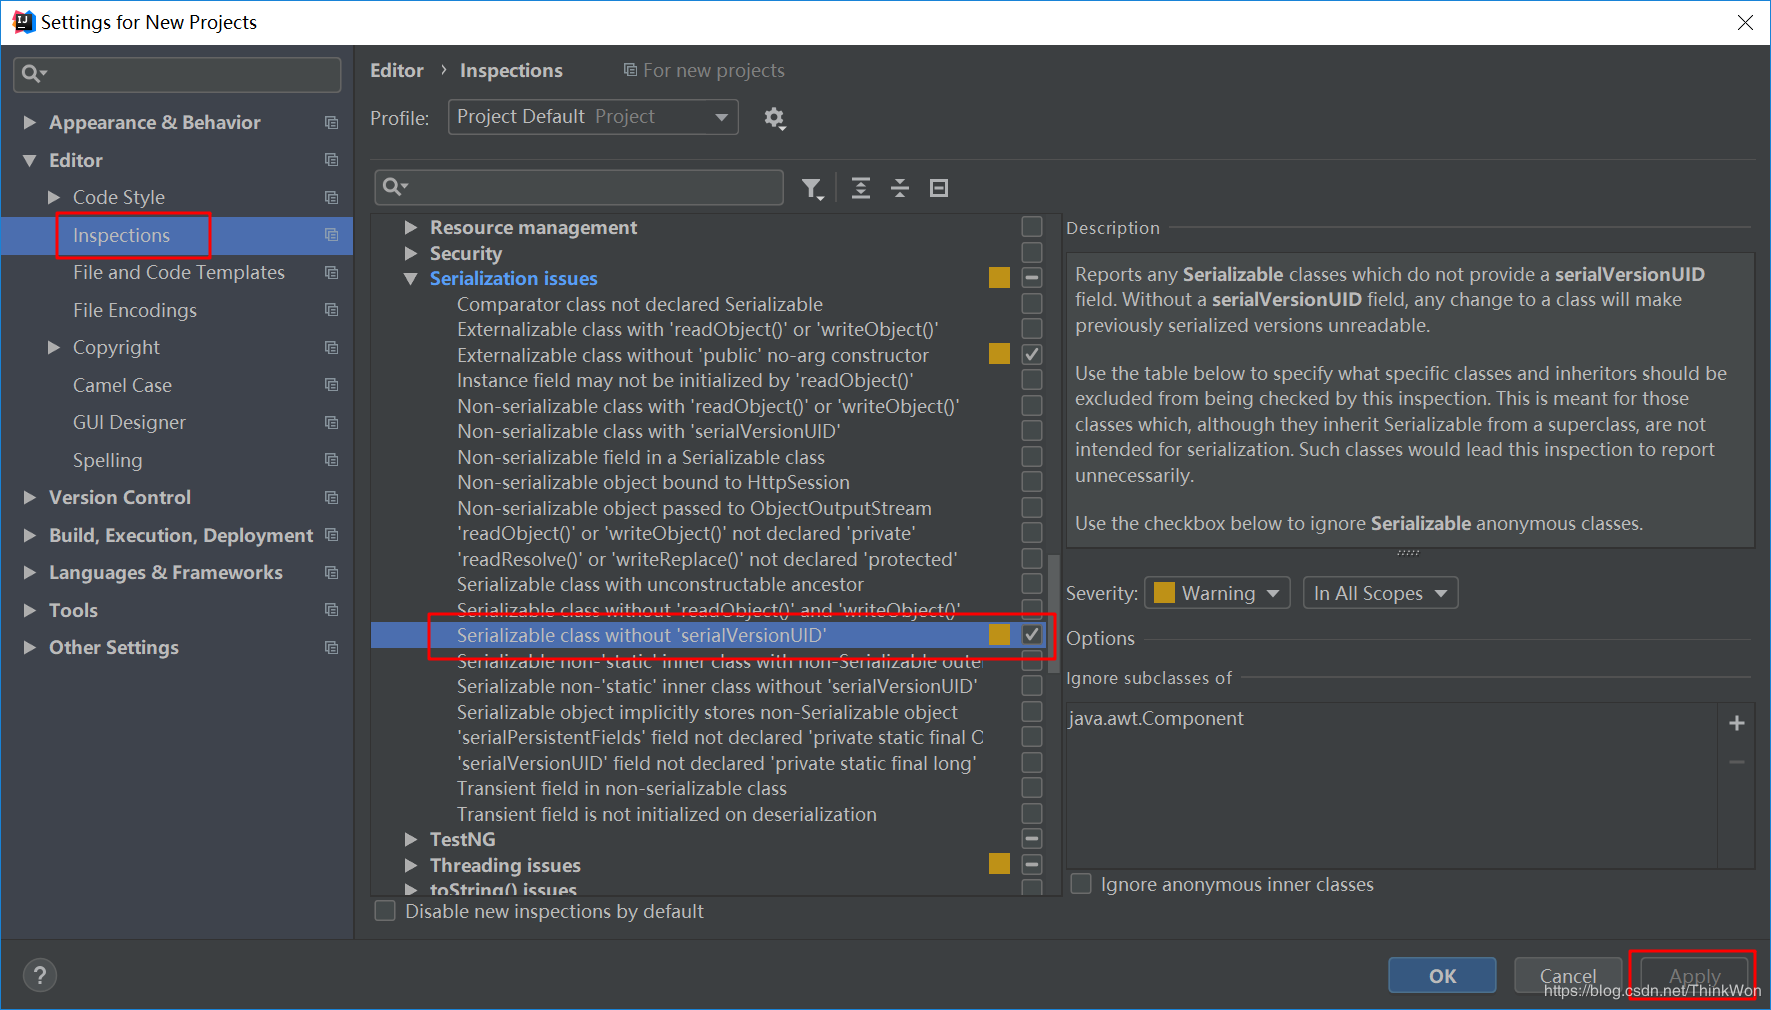 Settings for New Projects
Appearance & Behavior
Editor
Code Style
Inspections
File and Code Templates
File Encodings
Copyright
Camel Case
GUI Designer
Spelling
Version Control
Build, Execution, Deployment
Languages & Frameworks
Tools
Other Settings
Editor › Inspections For new projects
Profile: Project Default Project
Resource management
Security
Serialization issues
Comparator class not declared Serializable
Externalizable class with 'readObject()' or 'writeObject()'
Externalizable class without 'public' no-arg constructor
Instance field may not be initialized by 'readObject()'
Non-serializable class with 'readObject()' or 'writeObject()'
Non-serializable class with 'serialVersionUID'
Non-serializable field in a Serializable class
Non-serializable object bound to HttpSession
Non-serializable object passed to ObjectOutputStream
'readObject()' or 'writeObject()' not declared 'private'
'readResolve()' or 'writeReplace()' not declared 'protected'
Serializable class with unconstructable ancestor
Serializable class without 'readObject()' and 'writeObject()'
Serializable class without 'serialVersionUID'
Serializable non-'static' inner class with non-Serializable oute
Serializable non-'static' inner class without 'serialVersionUID'
Serializable object implicitly stores non-Serializable object
'serialPersistentFields' field not declared 'private static final O
'serialVersionUID' field not declared 'private static final long'
Transient field in non-serializable class
Transient field is not initialized on deserialization
TestNG
Threading issues
toString() issues
Disable new inspections by default
Description
Reports any Serializable classes which do not provide a serialVersionUID
field. Without a serialVersionUID field, any change to a class will make
previously serialized versions unreadable.
Use the table below to specify what specific classes and inheritors should be
excluded from being checked by this inspection. This is meant for those
classes which, although they inherit Serializable from a superclass, are not
intended for serialization. Such classes would lead this inspection to report
unnecessarily.
Use the checkbox below to ignore Serializable anonymous classes.
Severity: Warning In All Scopes
Options
Ignore subclasses of
java.awt.Component
Ignore anonymous inner classes
? OK Cancel Apply
https://blog.csdn.net/ThinkWon